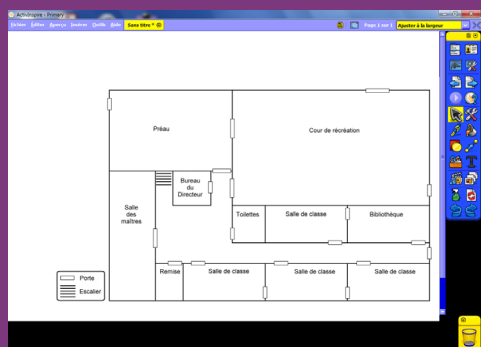 ActivInspire - Primary
Fichier Editer Aperçu Insérer Outils Aide Sans titre * Page 1 sur 1 Ajuster à la largeur
Préau
Cour de récréation
Bureau
du
Directeur
Salle
des
maîtres
Toilettes Salle de classe Bibliothèque
Remise Salle de classe Salle de classe Salle de classe
Porte
Escalier